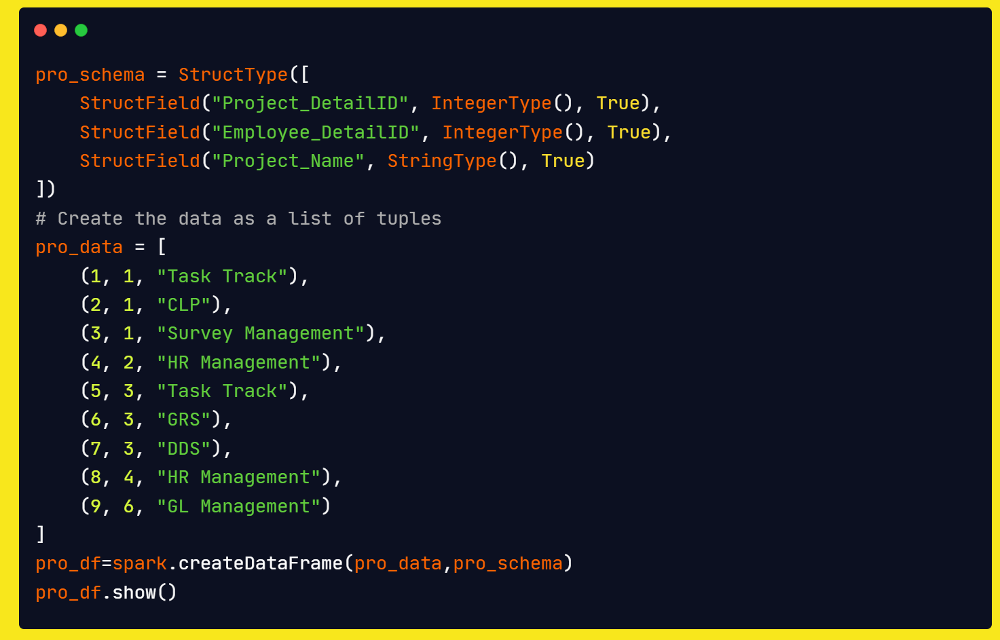 pro_schema = StructType([
    StructField("Project_DetailID", IntegerType(), True),
    StructField("Employee_DetailID", IntegerType(), True),
    StructField("Project_Name", StringType(), True)
])
# Create the data as a list of tuples
pro_data = [
    (1, 1, "Task Track"),
    (2, 1, "CLP"),
    (3, 1, "Survey Management"),
    (4, 2, "HR Management"),
    (5, 3, "Task Track"),
    (6, 3, "GRS"),
    (7, 3, "DDS"),
    (8, 4, "HR Management"),
    (9, 6, "GL Management")
]
pro_df=spark.createDataFrame(pro_data,pro_schema)
pro_df.show()